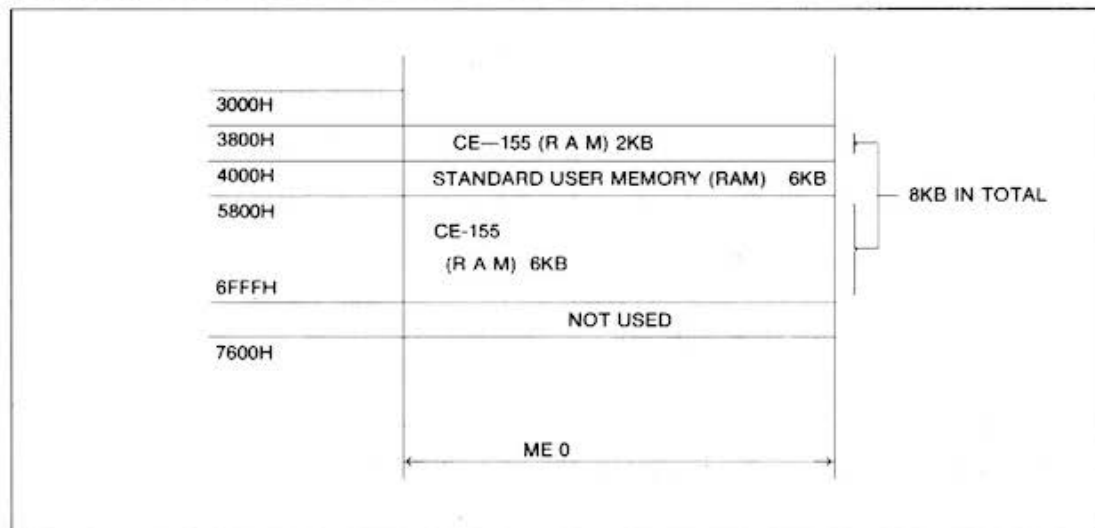 3000H
3800H CE—155 (R A M) 2KB
4000H STANDARD USER MEMORY (RAM) 6KB
8KB IN TOTAL
5800H
CE-155
(R A M) 6KB
6FFFH
NOT USED
7600H
ME 0